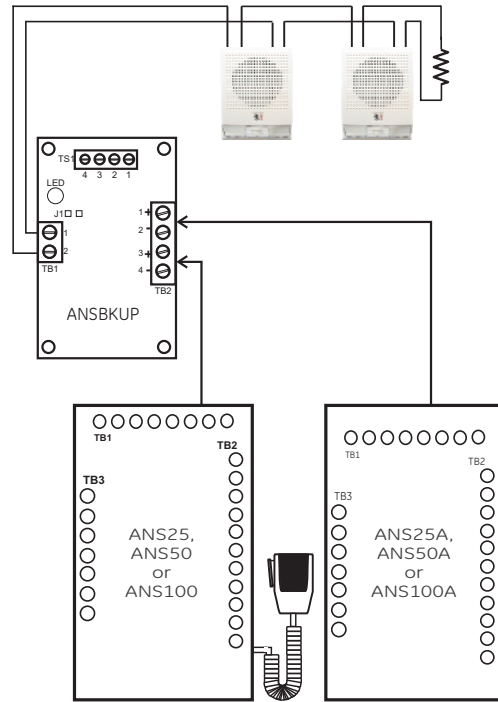 TS1
4 3 2 1
LED
J1
1
2
TB1
1+
2-
3+
4-
TB2
ANSBKUP
TB1
TB2
TB3
ANS25,
ANS50
or
ANS100
TB1
TB2
TB3
ANS25A,
ANS50A
or
ANS100A